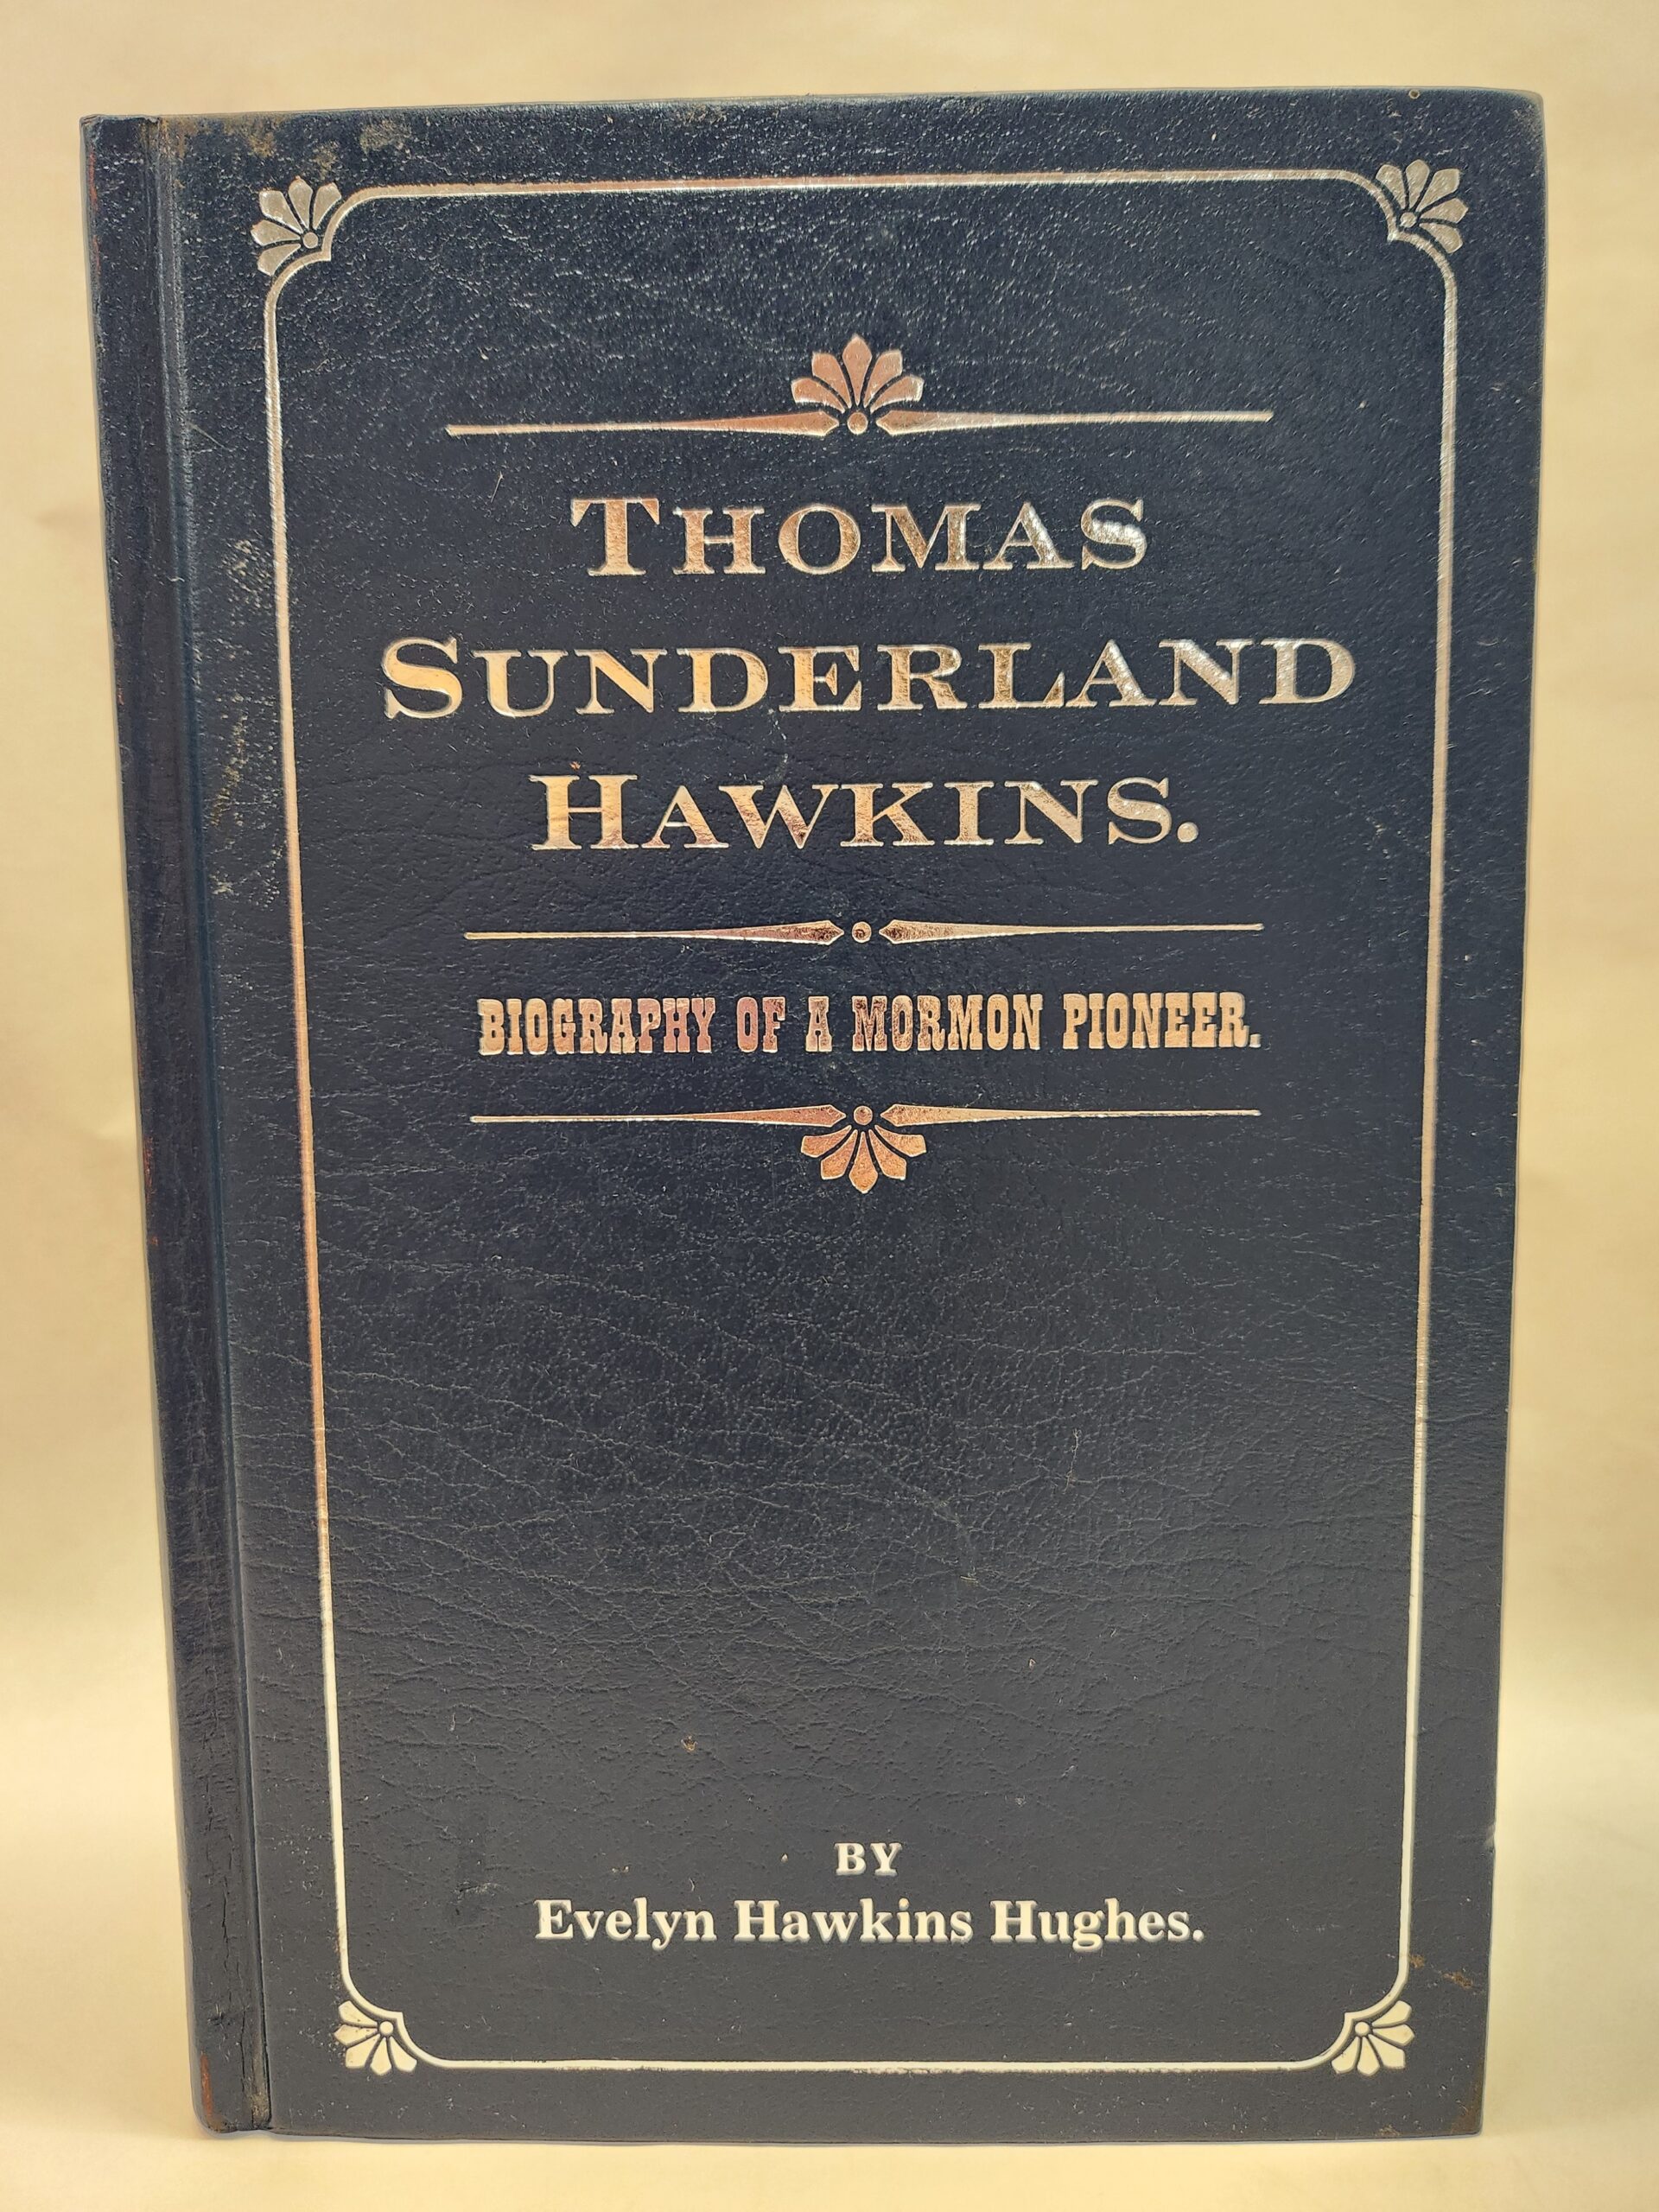 THOMAS
SUNDERLAND
HAWKINS.
BIOGRAPHY OF A MORMON PIONEER.
BY
Evelyn Hawkins Hughes.